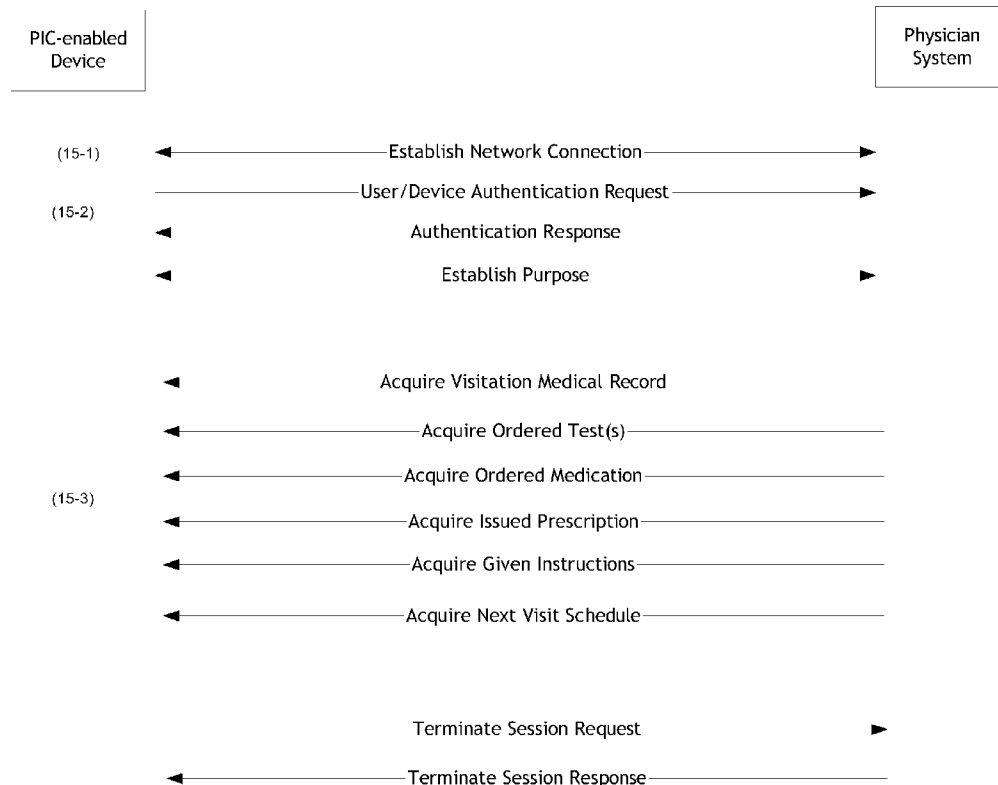 PIC-enabled
Device
Physician
System
(15-1)
Establish Network Connection
User/Device Authentication Request
(15-2)
Authentication Response
Establish Purpose
Acquire Visitation Medical Record
Acquire Ordered Test(s)
Acquire Ordered Medication
(15-3)
Acquire Issued Prescription
Acquire Given Instructions
Acquire Next Visit Schedule
Terminate Session Request
Terminate Session Response